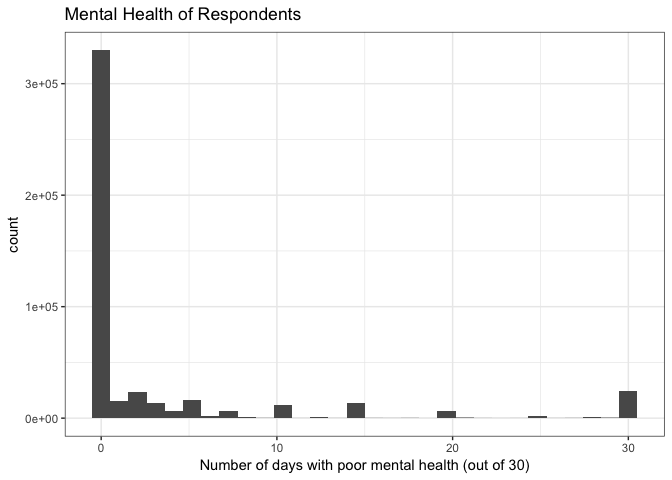 Mental Health of Respondents
3e+05
2e+05
1e+05
0e+00
count
0 10 20 30
Number of days with poor mental health (out of 30)